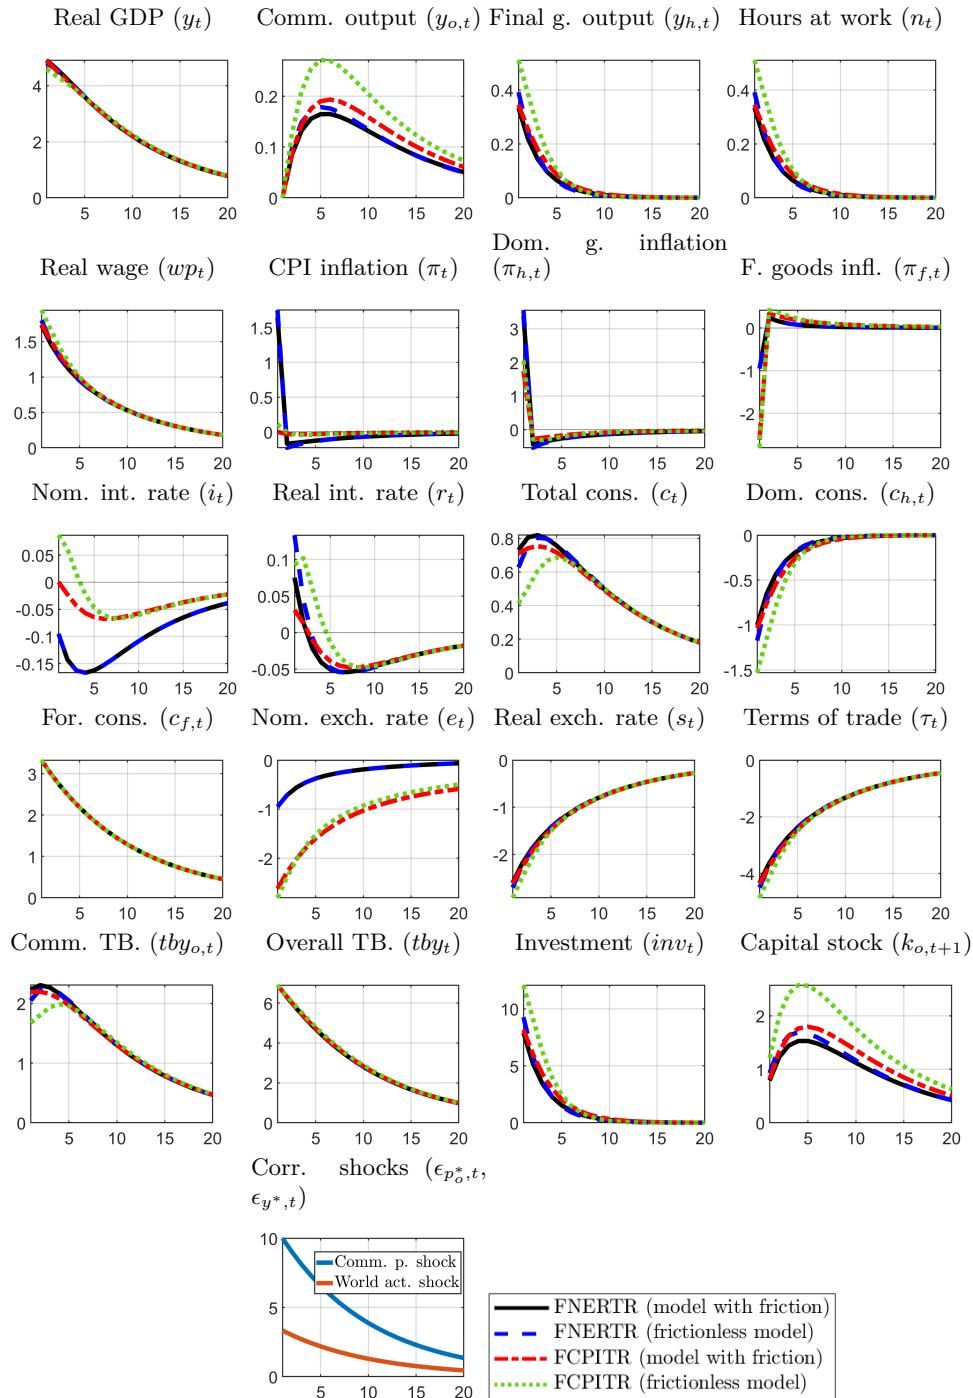 Real GDP (y_t) Comm. output (y_{o,t}) Final g. output (y_{h,t}) Hours at work (n_t)
4 2 0
0.2 0.1 0
0.4 0.2 0
0.4 0.2 0
5 10 15 20 5 10 15 20 5 10 15 20 5 10 15 20
Dom. g. inflation
Real wage (wp_t) CPI inflation (π_t) (π_{h,t}) F. goods infl. (π_{f,t})
1.5 1 0.5 0
1.5 1 0.5 0
3 2 1 0
0 -1 -2
5 10 15 20 5 10 15 20 5 10 15 20 5 10 15 20
Nom. int. rate (i_t) Real int. rate (r_t) Total cons. (c_t) Dom. cons. (c_{h,t})
0.05 0 -0.05 -0.1 -0.15
0.1 0.05 0 -0.05
0.8 0.6 0.4 0.2 0
0 -0.5 -1 -1.5
5 10 15 20 5 10 15 20 5 10 15 20 5 10 15 20
For. cons. (c_{f,t}) Nom. exch. rate (e_t) Real exch. rate (s_t) Terms of trade (τ_t)
3 2 1 0
0 -1 -2
0 -1 -2
0 -2 -4
5 10 15 20 5 10 15 20 5 10 15 20 5 10 15 20
Comm. TB. (tby_{o,t}) Overall TB. (tby_t) Investment (inv_t) Capital stock (k_{o,t+1})
2 1 0
6 4 2 0
10 5 0
2 1 0
5 10 15 20 5 10 15 20 5 10 15 20 5 10 15 20
Corr. shocks (ϵ_{p_o^*,t},
ϵ_{y^*,t})
10 5 0
Comm. p. shock
World act. shock
5 10 15 20
FNERTR (model with friction)
FNERTR (frictionless model)
FCPITR (model with friction)
FCPITR (frictionless model)